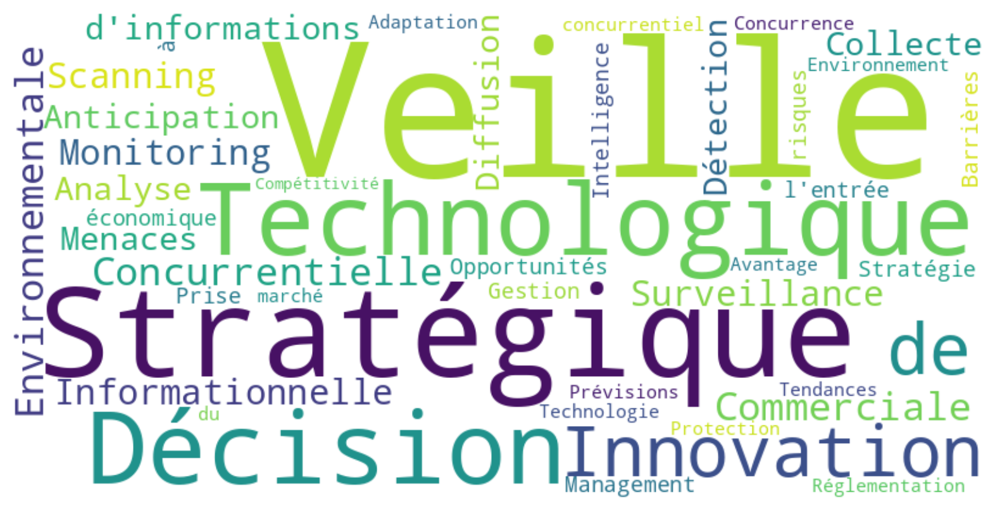 d'informations
Adaptation
concurrentiel
Concurrence
Collecte
à
Veille
Diffusion
Intelligence
Détection
Environnement
risques
Barrières
Scanning
Environnementale
Anticipation
Monitoring
Analyse
Compétitivité
l'entrée
Technologique
économique
Menaces
Concurrentielle
Opportunités
Avantage
Stratégie
Prise
marché
Gestion
Surveillance
Stratégique
de
Informationnelle
Prévisions
Tendances
du
Technologie
Commerciale
Décision
Protection
Innovation
Management
Réglementation